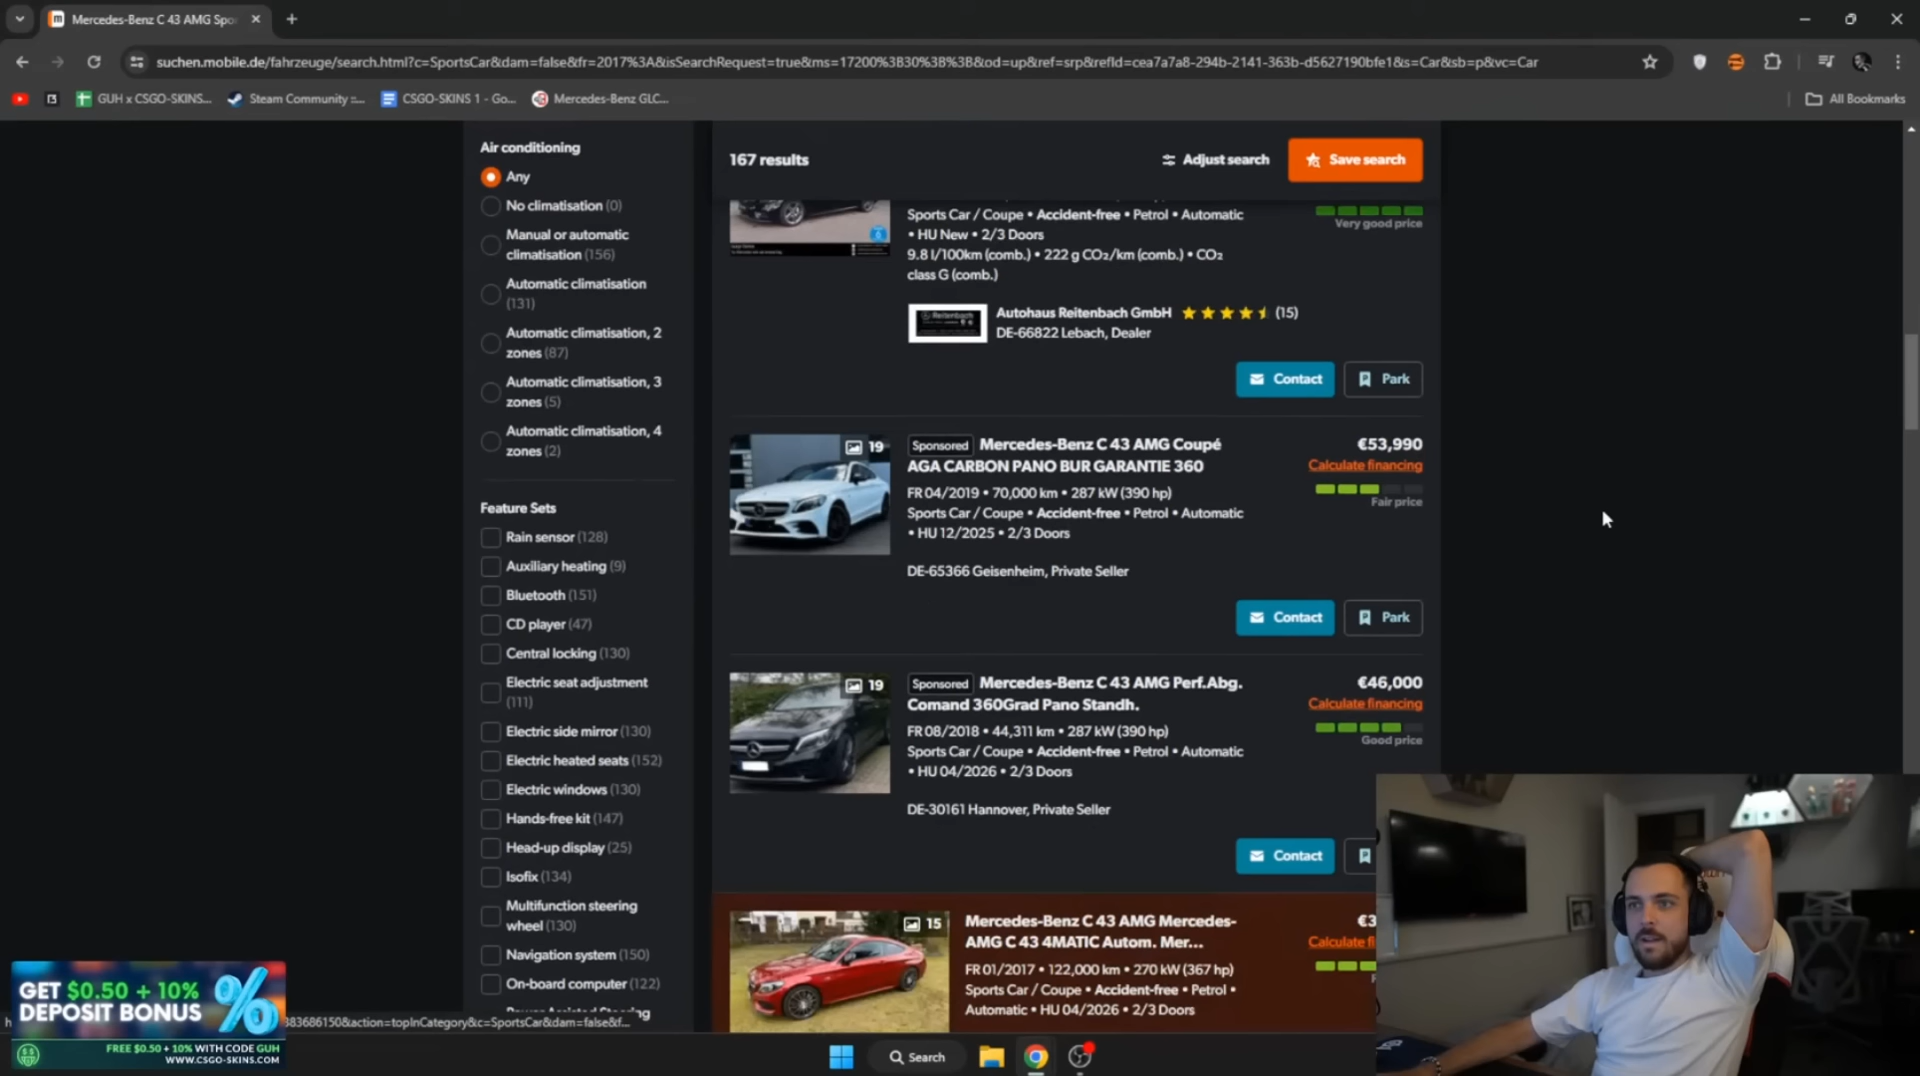 Mercedes-Benz C 43 AMG Spo
suchen.mobile.de/fahrzeuge/search.html?c=SportsCar&dam=false&fr=2017%3A&isSearchRequest=true&ms=17200%3B30%3B%3B&od=up&ref=srp&refId=cea7a7a8-294b-2141-363b-d5627190bfe1&s=Car&sb=p&vc=Car
GUH x CSGO-SKINS...
Steam Community :...
CSGO-SKINS 1 - Go...
Mercedes-Benz GLC...
All Bookmarks
Air conditioning
Any
No climatisation (0)
Manual or automatic
climatisation (156)
Automatic climatisation
(131)
Automatic climatisation, 2
zones (87)
Automatic climatisation, 3
zones (5)
Automatic climatisation, 4
zones (2)
Feature Sets
Rain sensor (128)
Auxiliary heating (9)
Bluetooth (151)
CD player (47)
Central locking (130)
Electric seat adjustment
(111)
Electric side mirror (130)
Electric heated seats (152)
Electric windows (130)
Hands-free kit (147)
Head-up display (25)
Isofix (134)
Multifunction steering
wheel (130)
Navigation system (150)
On-board computer (122)
167 results
Adjust search
Save search
Sports Car / Coupe • Accident-free • Petrol • Automatic
• HU New • 2/3 Doors
9.8 l/100km (comb.) • 222 g CO₂/km (comb.) • CO₂
class G (comb.)
Very good price
Reitenbach
Autohaus Reitenbach GmbH (15)
DE-66822 Lebach, Dealer
Contact
Park
19
Sponsored Mercedes-Benz C 43 AMG Coupé
AGA CARBON PANO BUR GARANTIE 360
FR 04/2019 • 70,000 km • 287 kW (390 hp)
Sports Car / Coupe • Accident-free • Petrol • Automatic
• HU 12/2025 • 2/3 Doors
DE-65366 Geisenheim, Private Seller
€53,990
Calculate financing
Fair price
Contact
Park
19
Sponsored Mercedes-Benz C 43 AMG Perf.Abg.
Comand 360Grad Pano Standh.
FR 08/2018 • 44,311 km • 287 kW (390 hp)
Sports Car / Coupe • Accident-free • Petrol • Automatic
• HU 04/2026 • 2/3 Doors
DE-30161 Hannover, Private Seller
€46,000
Calculate financing
Good price
Contact
15
Mercedes-Benz C 43 AMG Mercedes-
AMG C 43 4MATIC Autom. Mer...
FR 01/2017 • 122,000 km • 270 kW (367 hp)
Sports Car / Coupe • Accident-free • Petrol •
Automatic • HU 04/2026 • 2/3 Doors
€3
Calculate fi
GET $0.50 + 10%
DEPOSIT BONUS
%
FREE $0.50 + 10% WITH CODE GUH
WWW.CSGO-SKINS.COM
383686150&action=topInCategory&c=SportsCar&dam=false&f...
Search